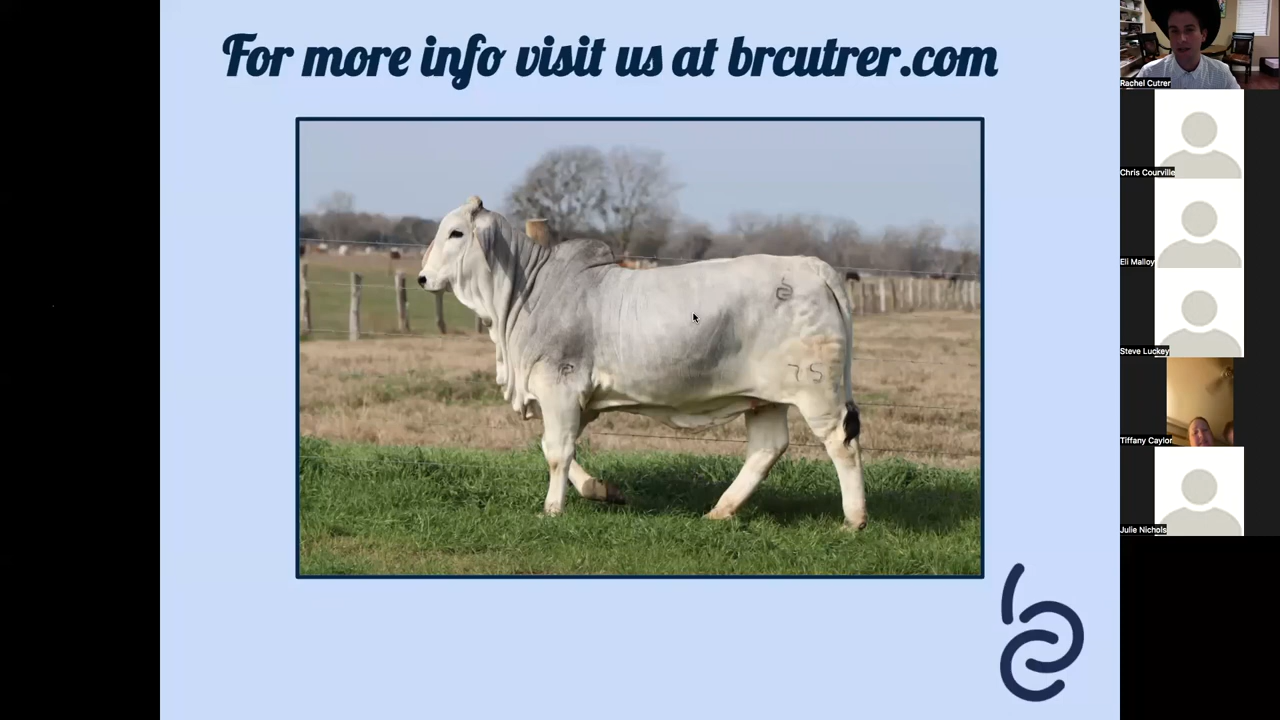 For more info visit us at brcutrer.com
75
Rachel Cutrer
Chris Courville
Eli Malloy
Steve Luckey
Tiffany Caylor
Julie Nichols